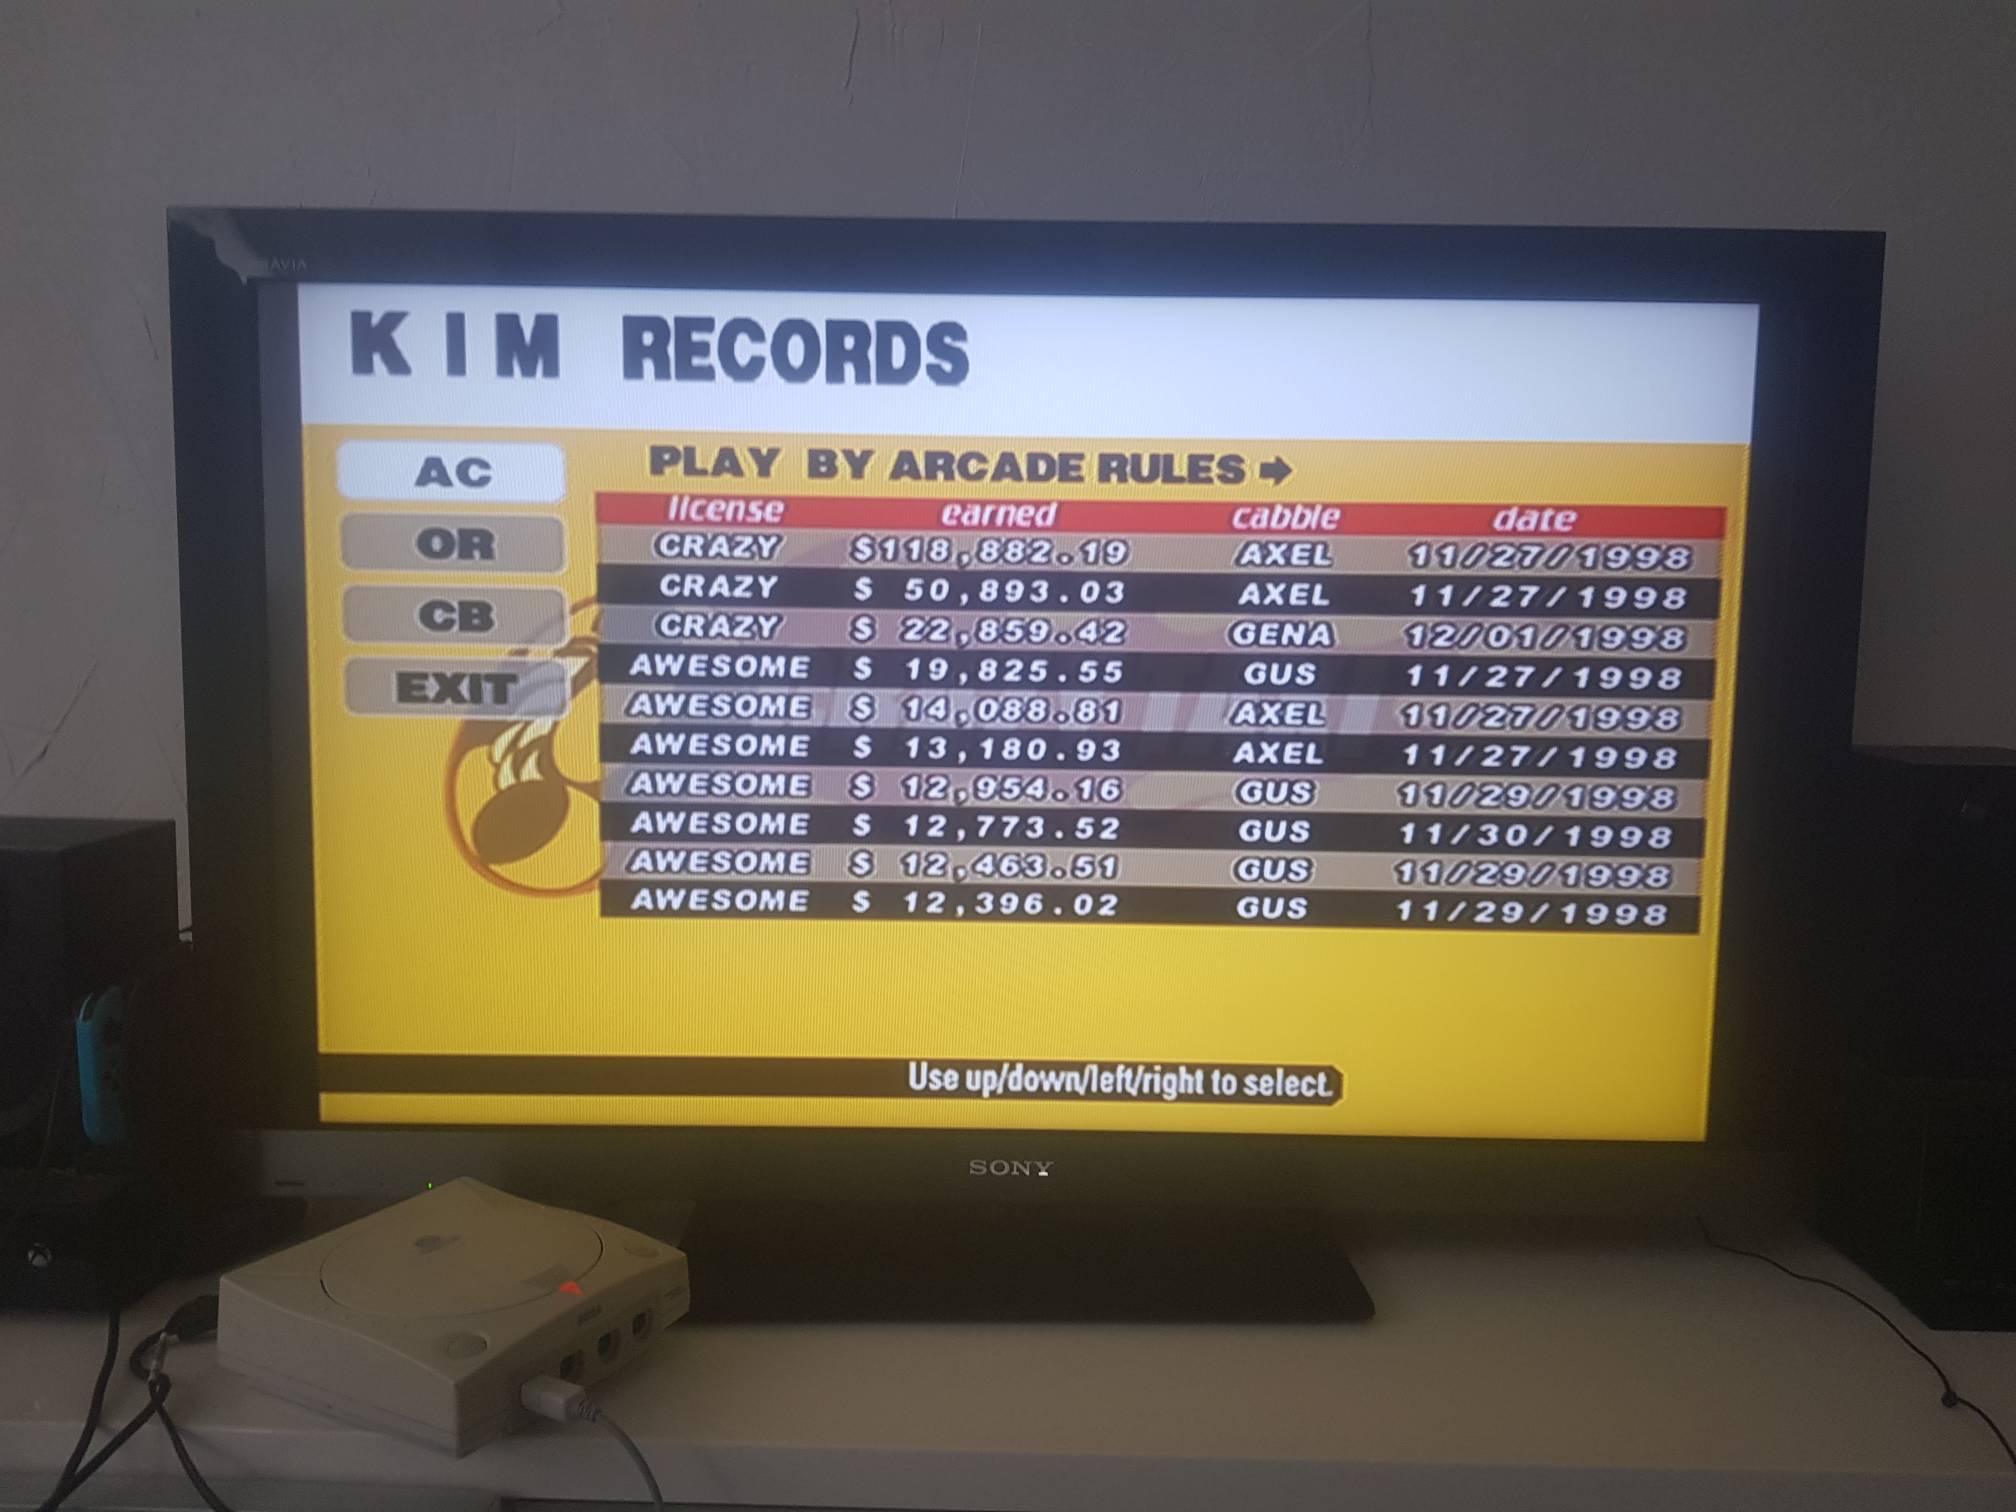 BRAVIA
KIM RECORDS
AC
OR
CB
EXIT
PLAY BY ARCADE RULES ➡
license earned cabbie date
CRAZY $118,882.19 AXEL 11/27/1998
CRAZY $ 50,893.03 AXEL 11/27/1998
CRAZY $ 22,859.42 GENA 12/01/1998
AWESOME $ 19,825.55 GUS 11/27/1998
AWESOME $ 14,088.81 AXEL 11/27/1998
AWESOME $ 13,180.93 AXEL 11/27/1998
AWESOME $ 12,954.16 GUS 11/29/1998
AWESOME $ 12,773.52 GUS 11/30/1998
AWESOME $ 12,463.51 GUS 11/29/1998
AWESOME $ 12,396.02 GUS 11/29/1998
Use up/down/left/right to select.
SONY